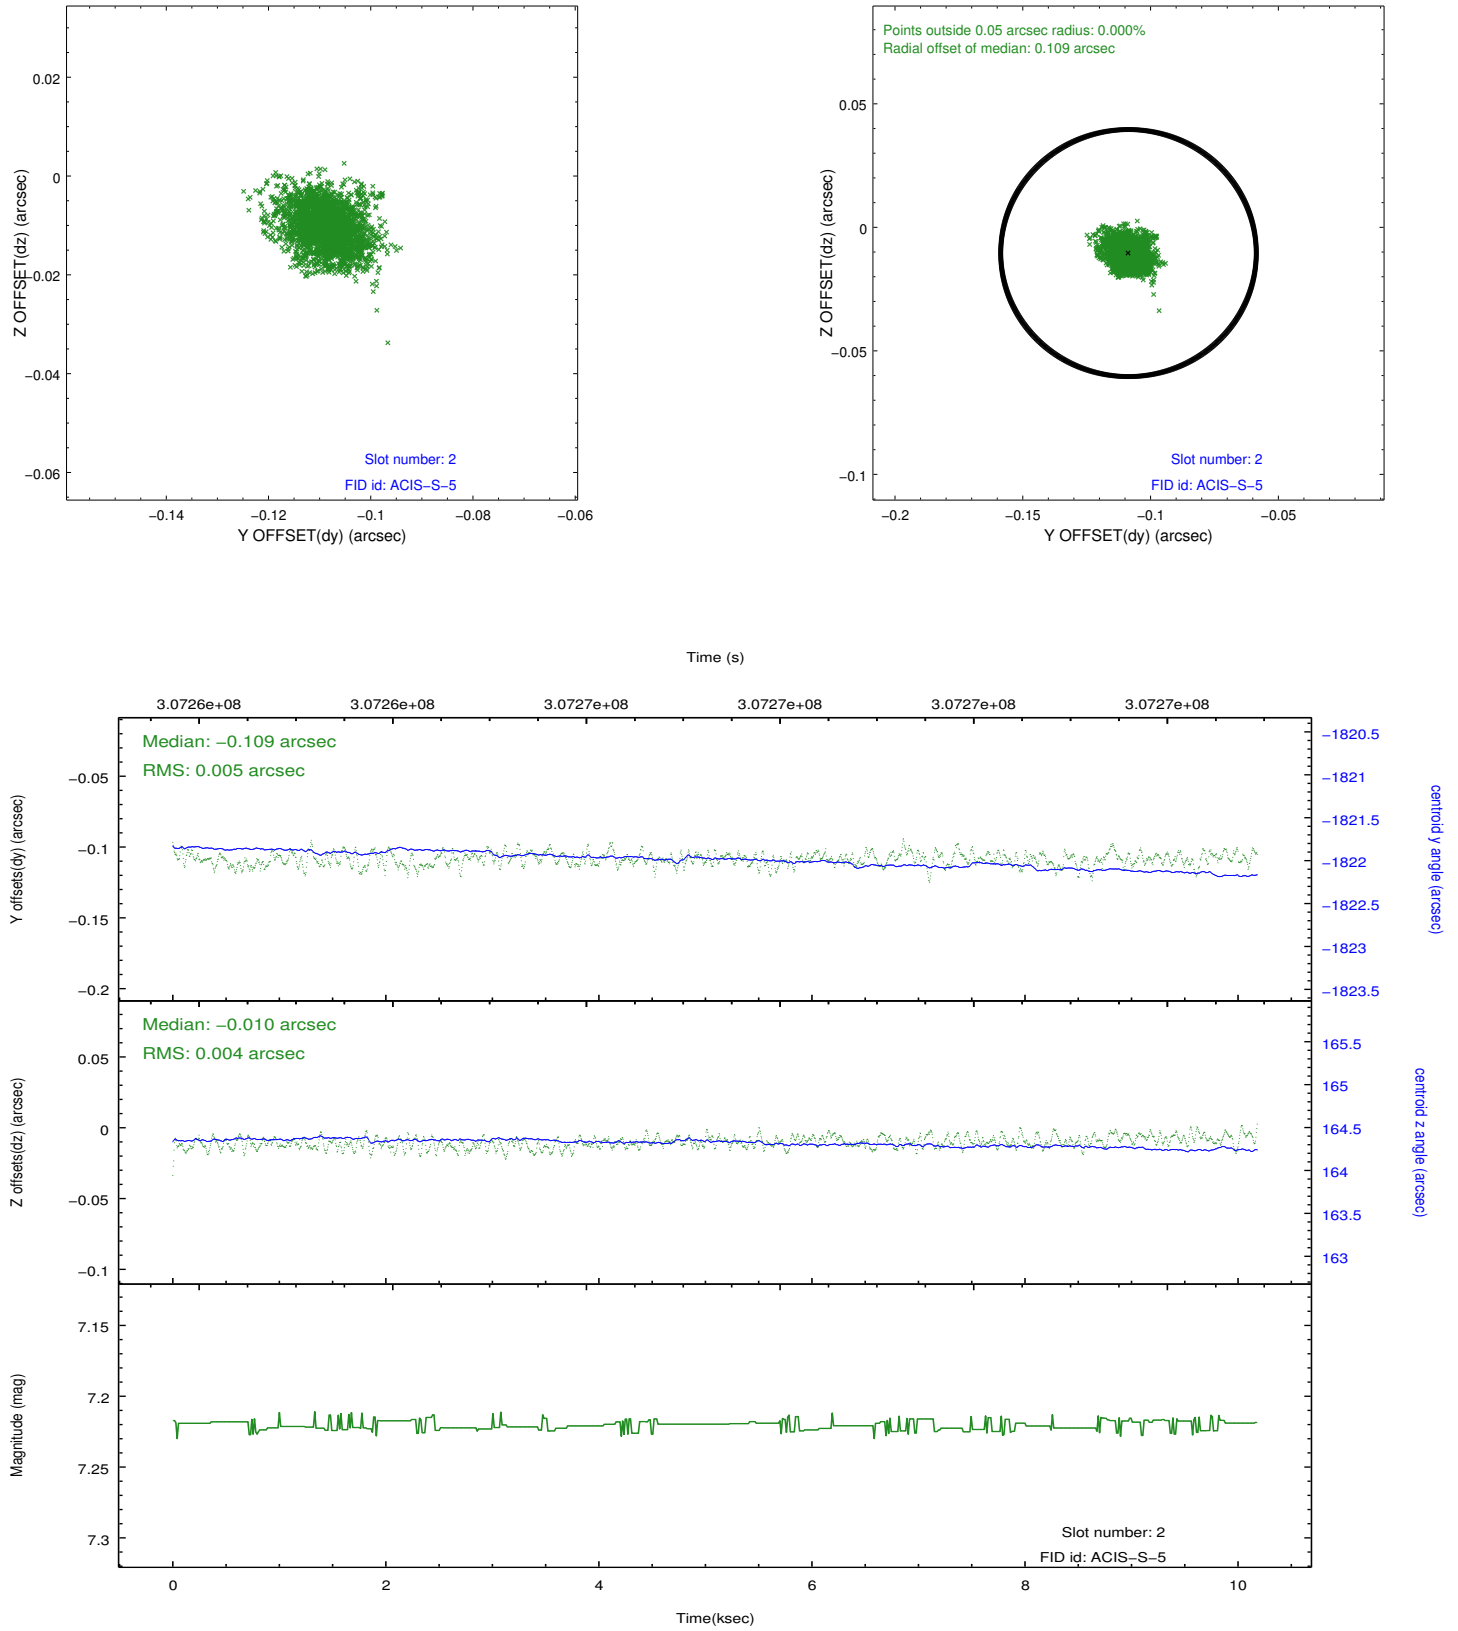 0.02
0
−0.02
−0.04
−0.06
Z OFFSET(dz) (arcsec)
Slot number: 2
FID id: ACIS−S−5
−0.14
−0.12
−0.1
−0.08
−0.06
Y OFFSET(dy) (arcsec)
Points outside 0.05 arcsec radius: 0.000%
Radial offset of median: 0.109 arcsec
0.05
0
−0.05
−0.1
Z OFFSET(dz) (arcsec)
Slot number: 2
FID id: ACIS−S−5
−0.2
−0.15
−0.1
−0.05
Y OFFSET(dy) (arcsec)
Time (s)
3.0726e+08
3.0726e+08
3.0727e+08
3.0727e+08
3.0727e+08
3.0727e+08
Median: −0.109 arcsec
RMS: 0.005 arcsec
−0.05
−0.1
−0.15
−0.2
Y offsets(dy) (arcsec)
−1820.5
−1821
−1821.5
−1822
−1822.5
−1823
−1823.5
centroid y angle (arcsec)
Median: −0.010 arcsec
RMS: 0.004 arcsec
0.05
0
−0.05
−0.1
Z offsets(dz) (arcsec)
165.5
165
164.5
164
163.5
163
centroid z angle (arcsec)
7.15
7.2
7.25
7.3
Magnitude (mag)
Slot number: 2
FID id: ACIS−S−5
0
2
4
6
8
10
Time(ksec)